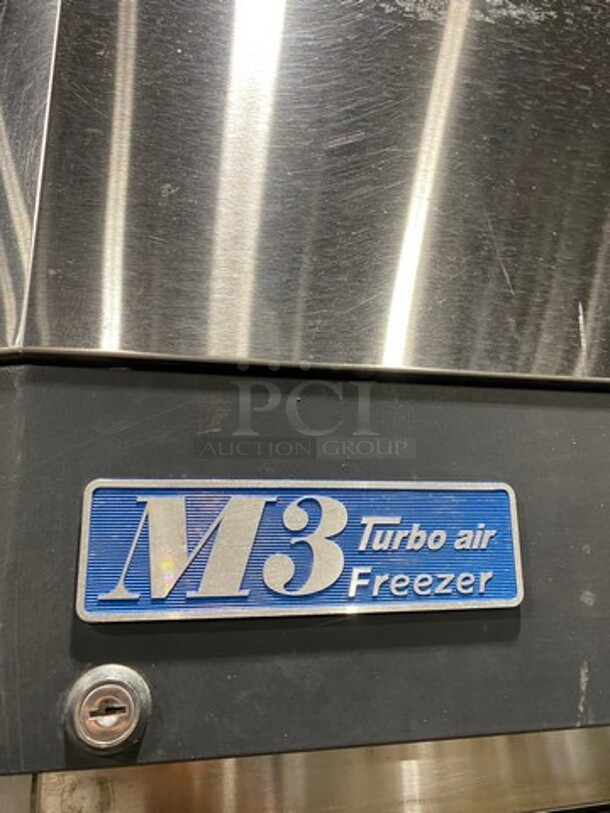 PCI
AUCTION GROUP
M3 Turbo air
Freezer